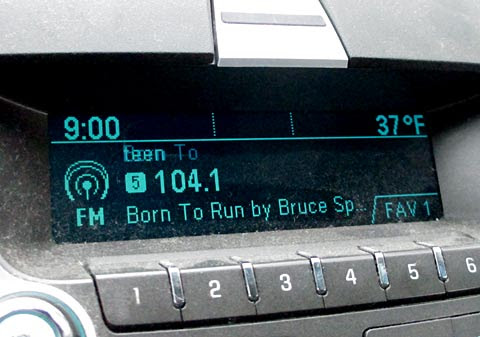 9:00 37°F
To
5 104.1
FM Born To Run by Bruce Sp... FAV 1
1 2 3 4 5 6